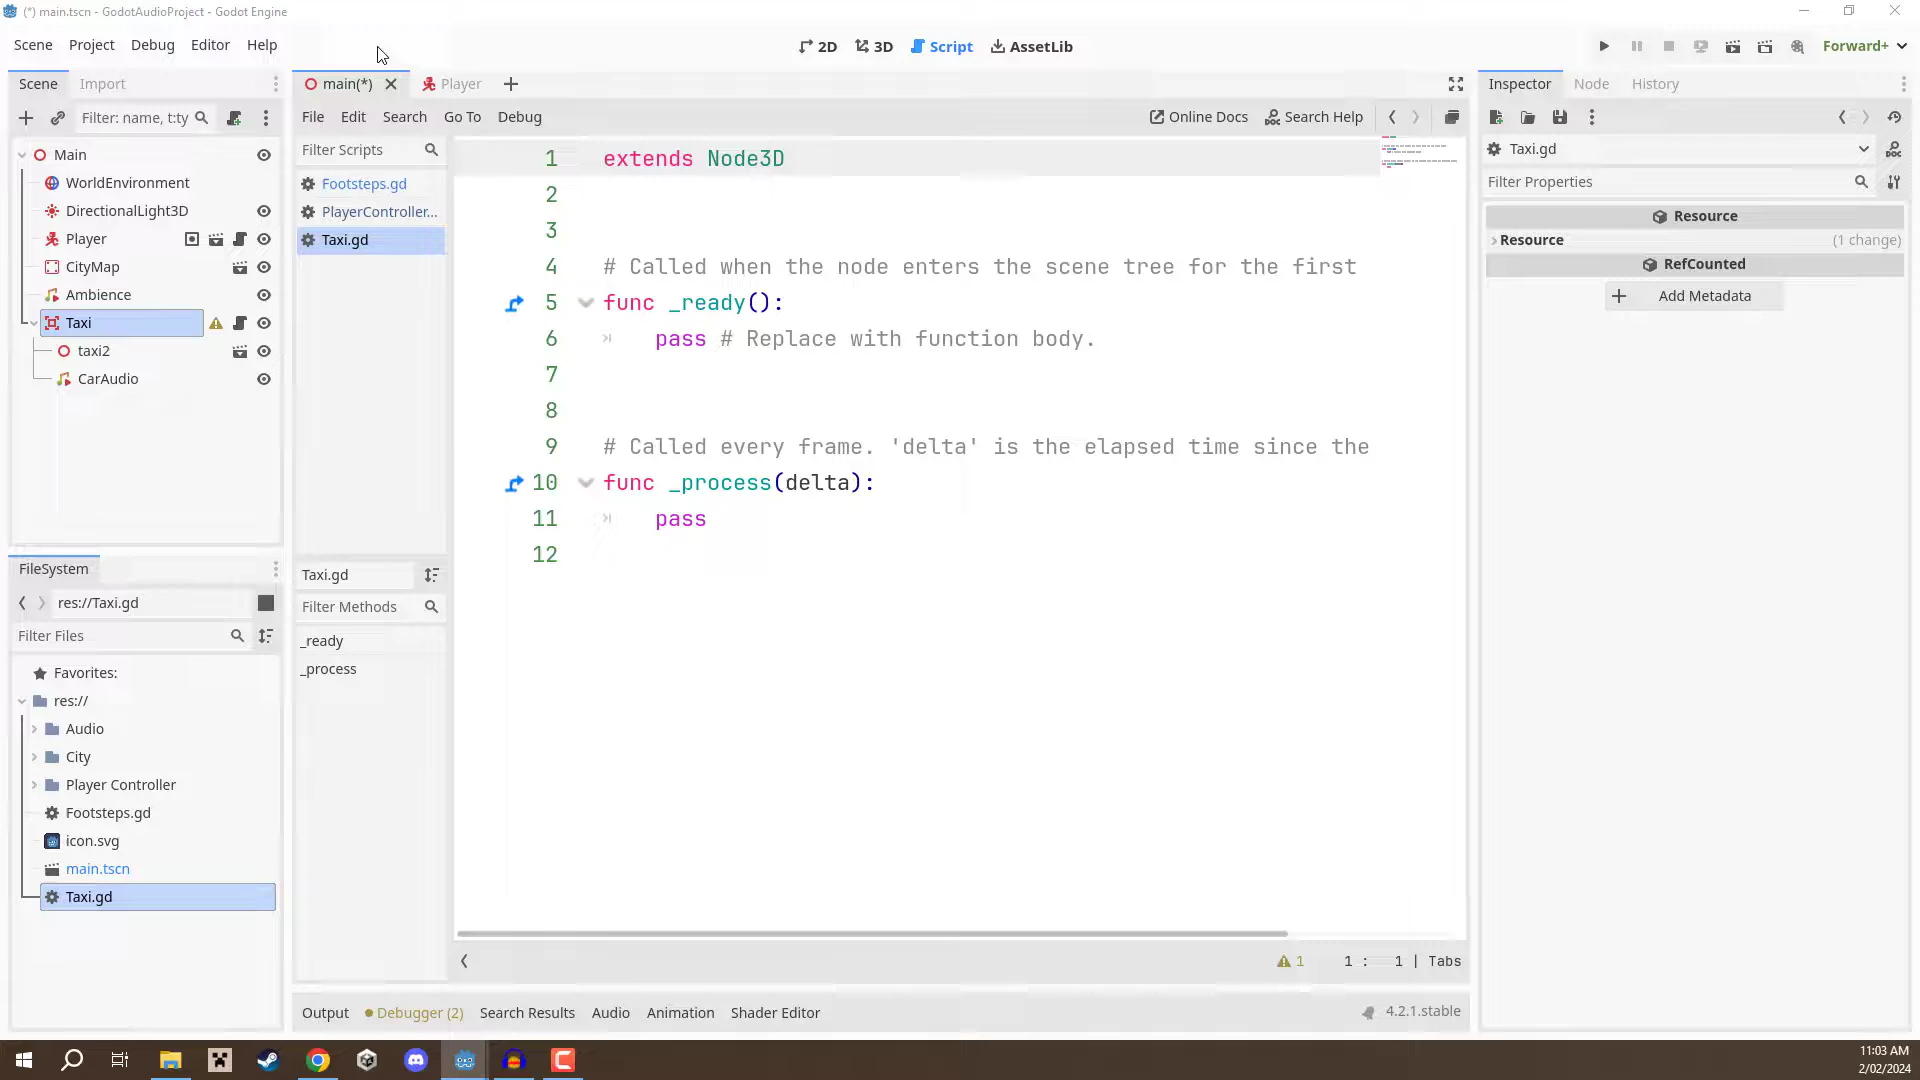 (*) main.tscn - GodotAudioProject - Godot Engine
Scene Project Debug Editor Help
2D 3D Script AssetLib
Forward+
Scene Import
main(*) Player
Inspector Node History
Filter: name, t:ty
File Edit Search Go To Debug
Online Docs Search Help
Filter Scripts
Main
WorldEnvironment
DirectionalLight3D
Player
CityMap
Ambience
Taxi
taxi2
CarAudio
Footsteps.gd
PlayerController...
Taxi.gd
1 extends Node3D
2
3
4 # Called when the node enters the scene tree for the first
5 func _ready():
6 pass # Replace with function body.
7
8
9 # Called every frame. 'delta' is the elapsed time since the
10 func _process(delta):
11 pass
12
Taxi.gd
Filter Properties
Resource
Resource (1 change)
RefCounted
Add Metadata
FileSystem
res://Taxi.gd
Filter Files
Favorites:
res://
Audio
City
Player Controller
Footsteps.gd
icon.svg
main.tscn
Taxi.gd
Taxi.gd
Filter Methods
_ready
_process
1 1 : 1 | Tabs
Output Debugger (2) Search Results Audio Animation Shader Editor
4.2.1.stable
11:03 AM
2/02/2024